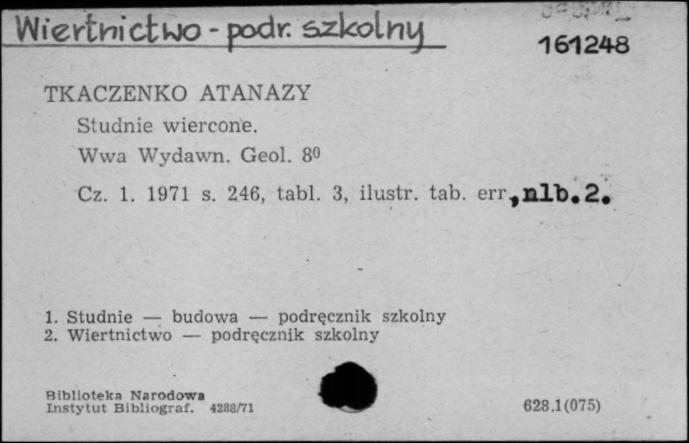 Wiertnictwo - podr. szkolny
161248
TKACZENKO ATANAZY
Studnie wiercone.
Wwa Wydawn. Geol. 8⁰
Cz. 1. 1971 s. 246, tabl. 3, ilustr. tab. err, nlb. 2.
1. Studnie — budowa — podręcznik szkolny
2. Wiertnictwo — podręcznik szkolny
Biblioteka Narodowa
Instytut Bibliograf. 4288/71
628.1(075)